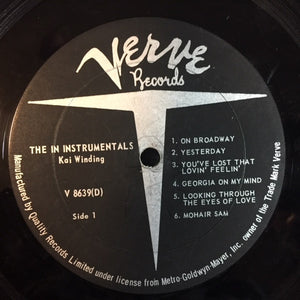 Verve
Records
THE IN INSTRUMENTALS
Kai Winding
V 8639(D)
Side 1
1. ON BROADWAY
2. YESTERDAY
3. YOU'VE LOST THAT
LOVIN' FEELIN'
4. GEORGIA ON MY MIND
5. LOOKING THROUGH
THE EYES OF LOVE
6. MOHAIR SAM
Manufactured by Quality Records Limited under license from Metro-Goldwyn-Mayer, Inc. owner of the Trade Mark Verve